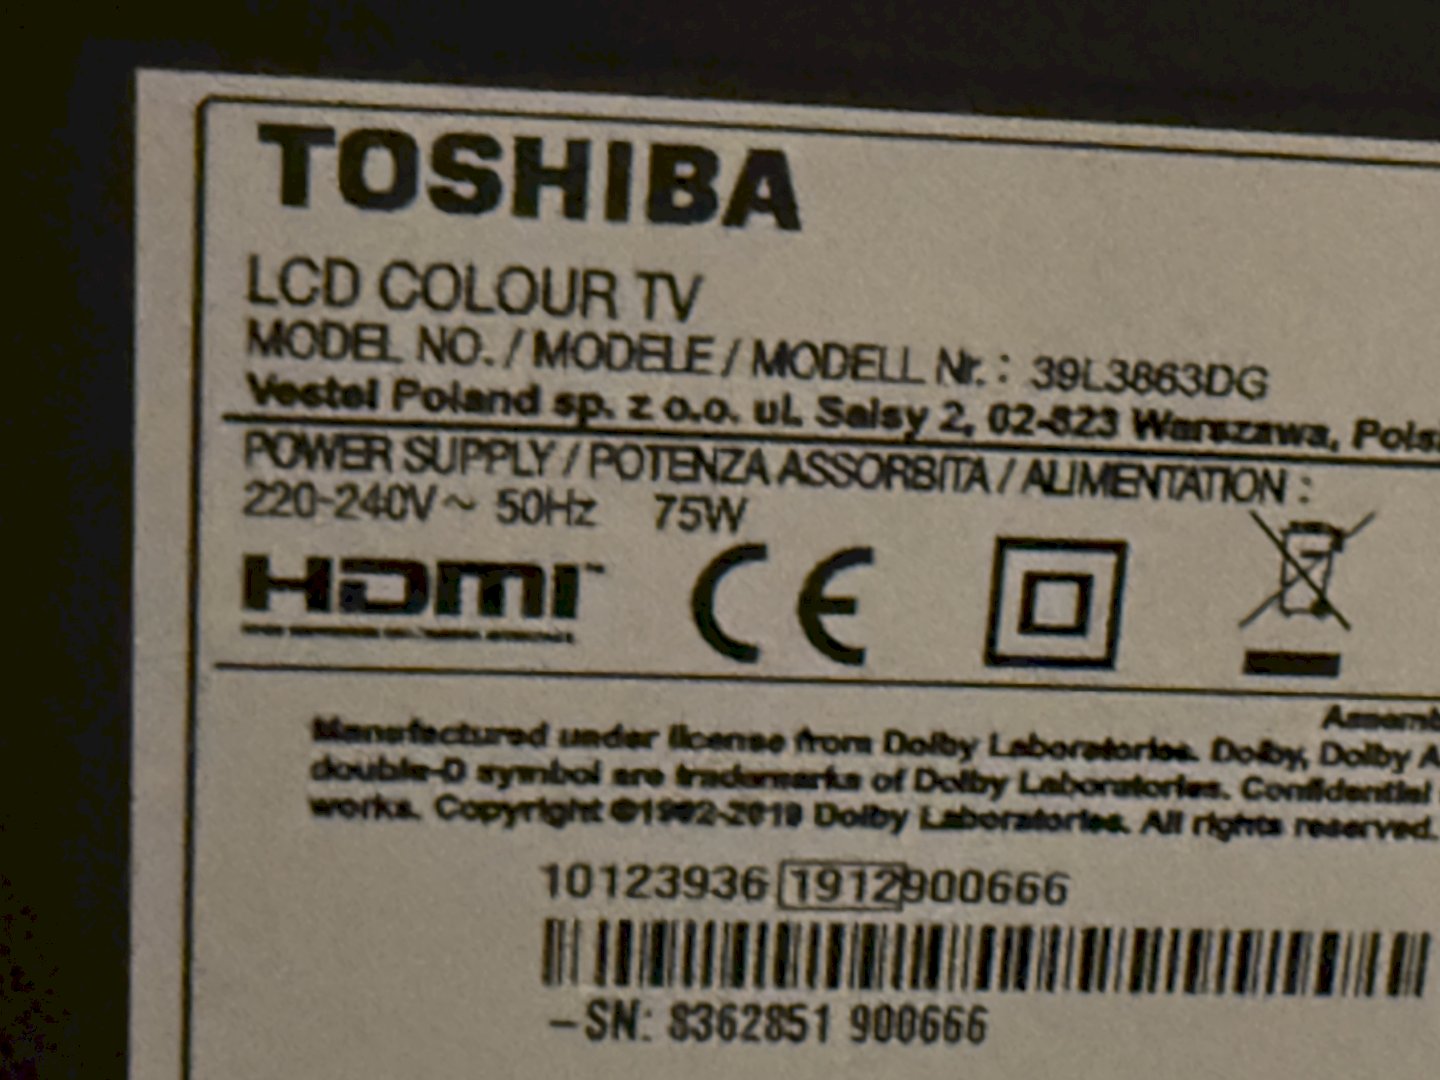 TOSHIBA
LCD COLOUR TV
MODEL NO. / MODELE / MODELL Nr. : 39L3863DG
Vestel Poland sp. z o.o. ul. Salsy 2, 02-823 Warszawa, Pols
POWER SUPPLY / POTENZA ASSORBITA / ALIMENTATION :
220-240V ~ 50Hz 75W
HDMI™
Assemb
Manufactured under license from Dolby Laboratories. Dolby, Dolby A
double-D symbol are trademarks of Dolby Laboratories. Confidential
works. Copyright ©1992-2019 Dolby Laboratories. All rights reserved.
10123936 1912900666
-SN: 8362851 900666